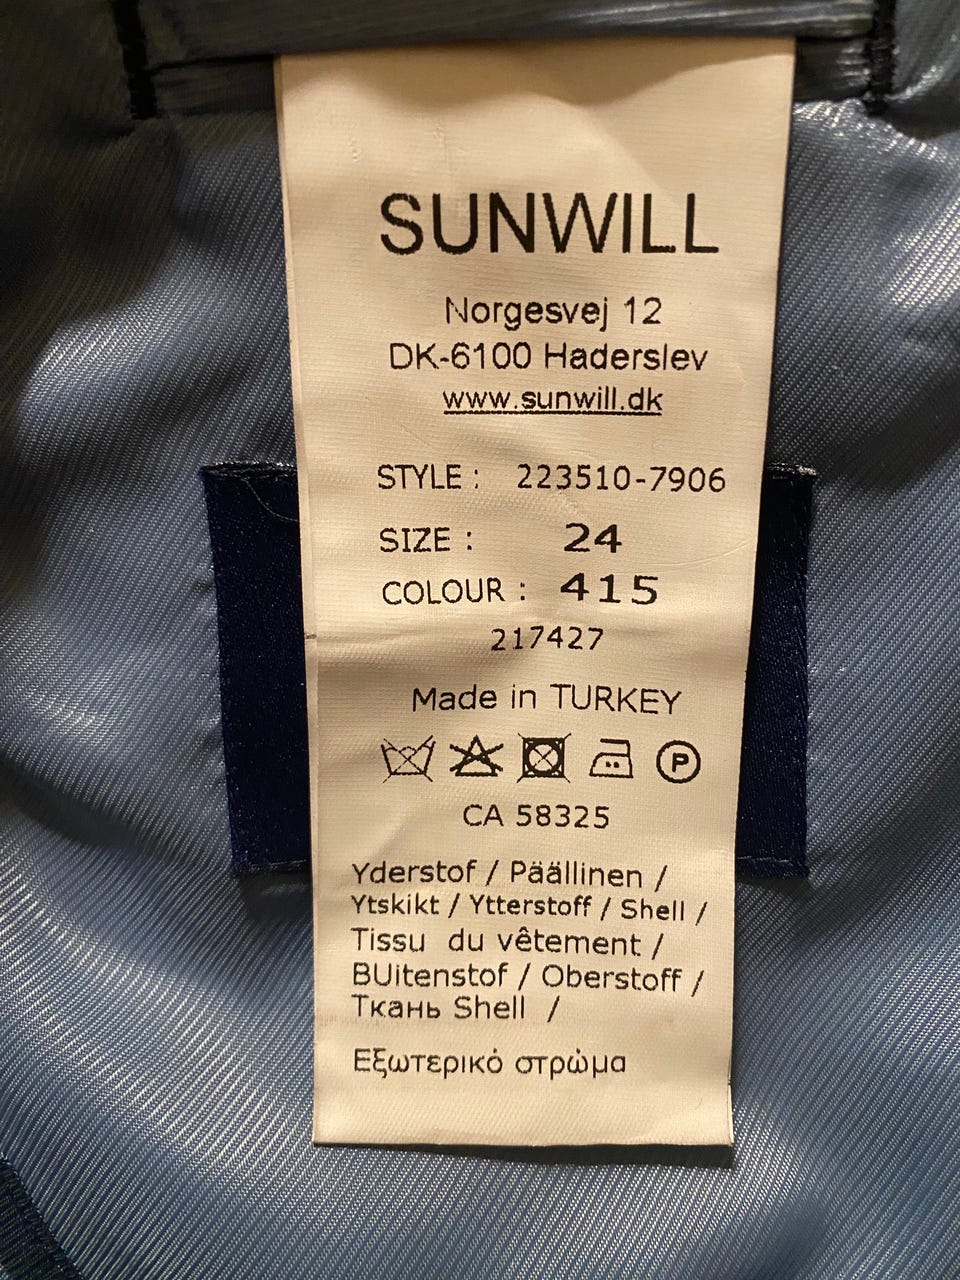 SUNWILL
Norgesvej 12
DK-6100 Haderslev
www.sunwill.dk
STYLE : 223510-7906
SIZE : 24
COLOUR : 415
217427
Made in TURKEY
P
CA 58325
Yderstof / Päällinen /
Ytskikt / Ytterstoff / Shell /
Tissu du vêtement /
BUitenstof / Oberstoff /
Ткань Shell /
Εξωτερικό στρώμα